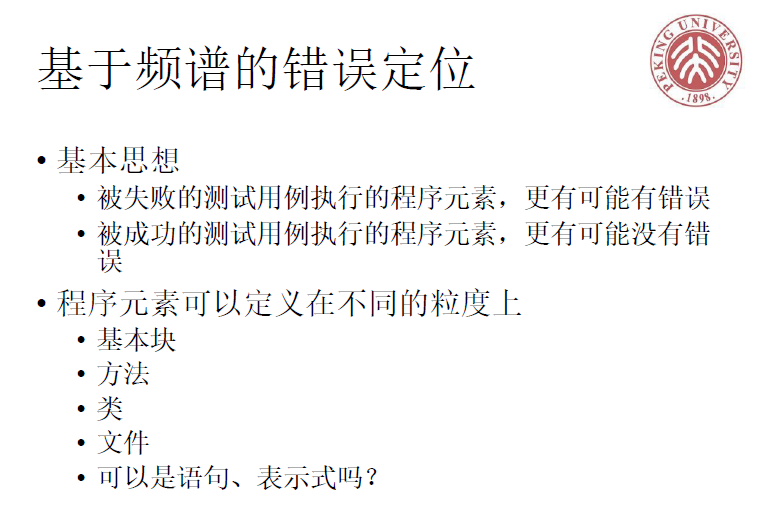 基于频谱的错误定位
PEKING UNIVERSITY
·1898·
• 基本思想
• 被失败的测试用例执行的程序元素，更有可能有错误
• 被成功的测试用例执行的程序元素，更有可能没有错
误
• 程序元素可以定义在不同的粒度上
• 基本块
• 方法
• 类
• 文件
• 可以是语句、表示式吗？